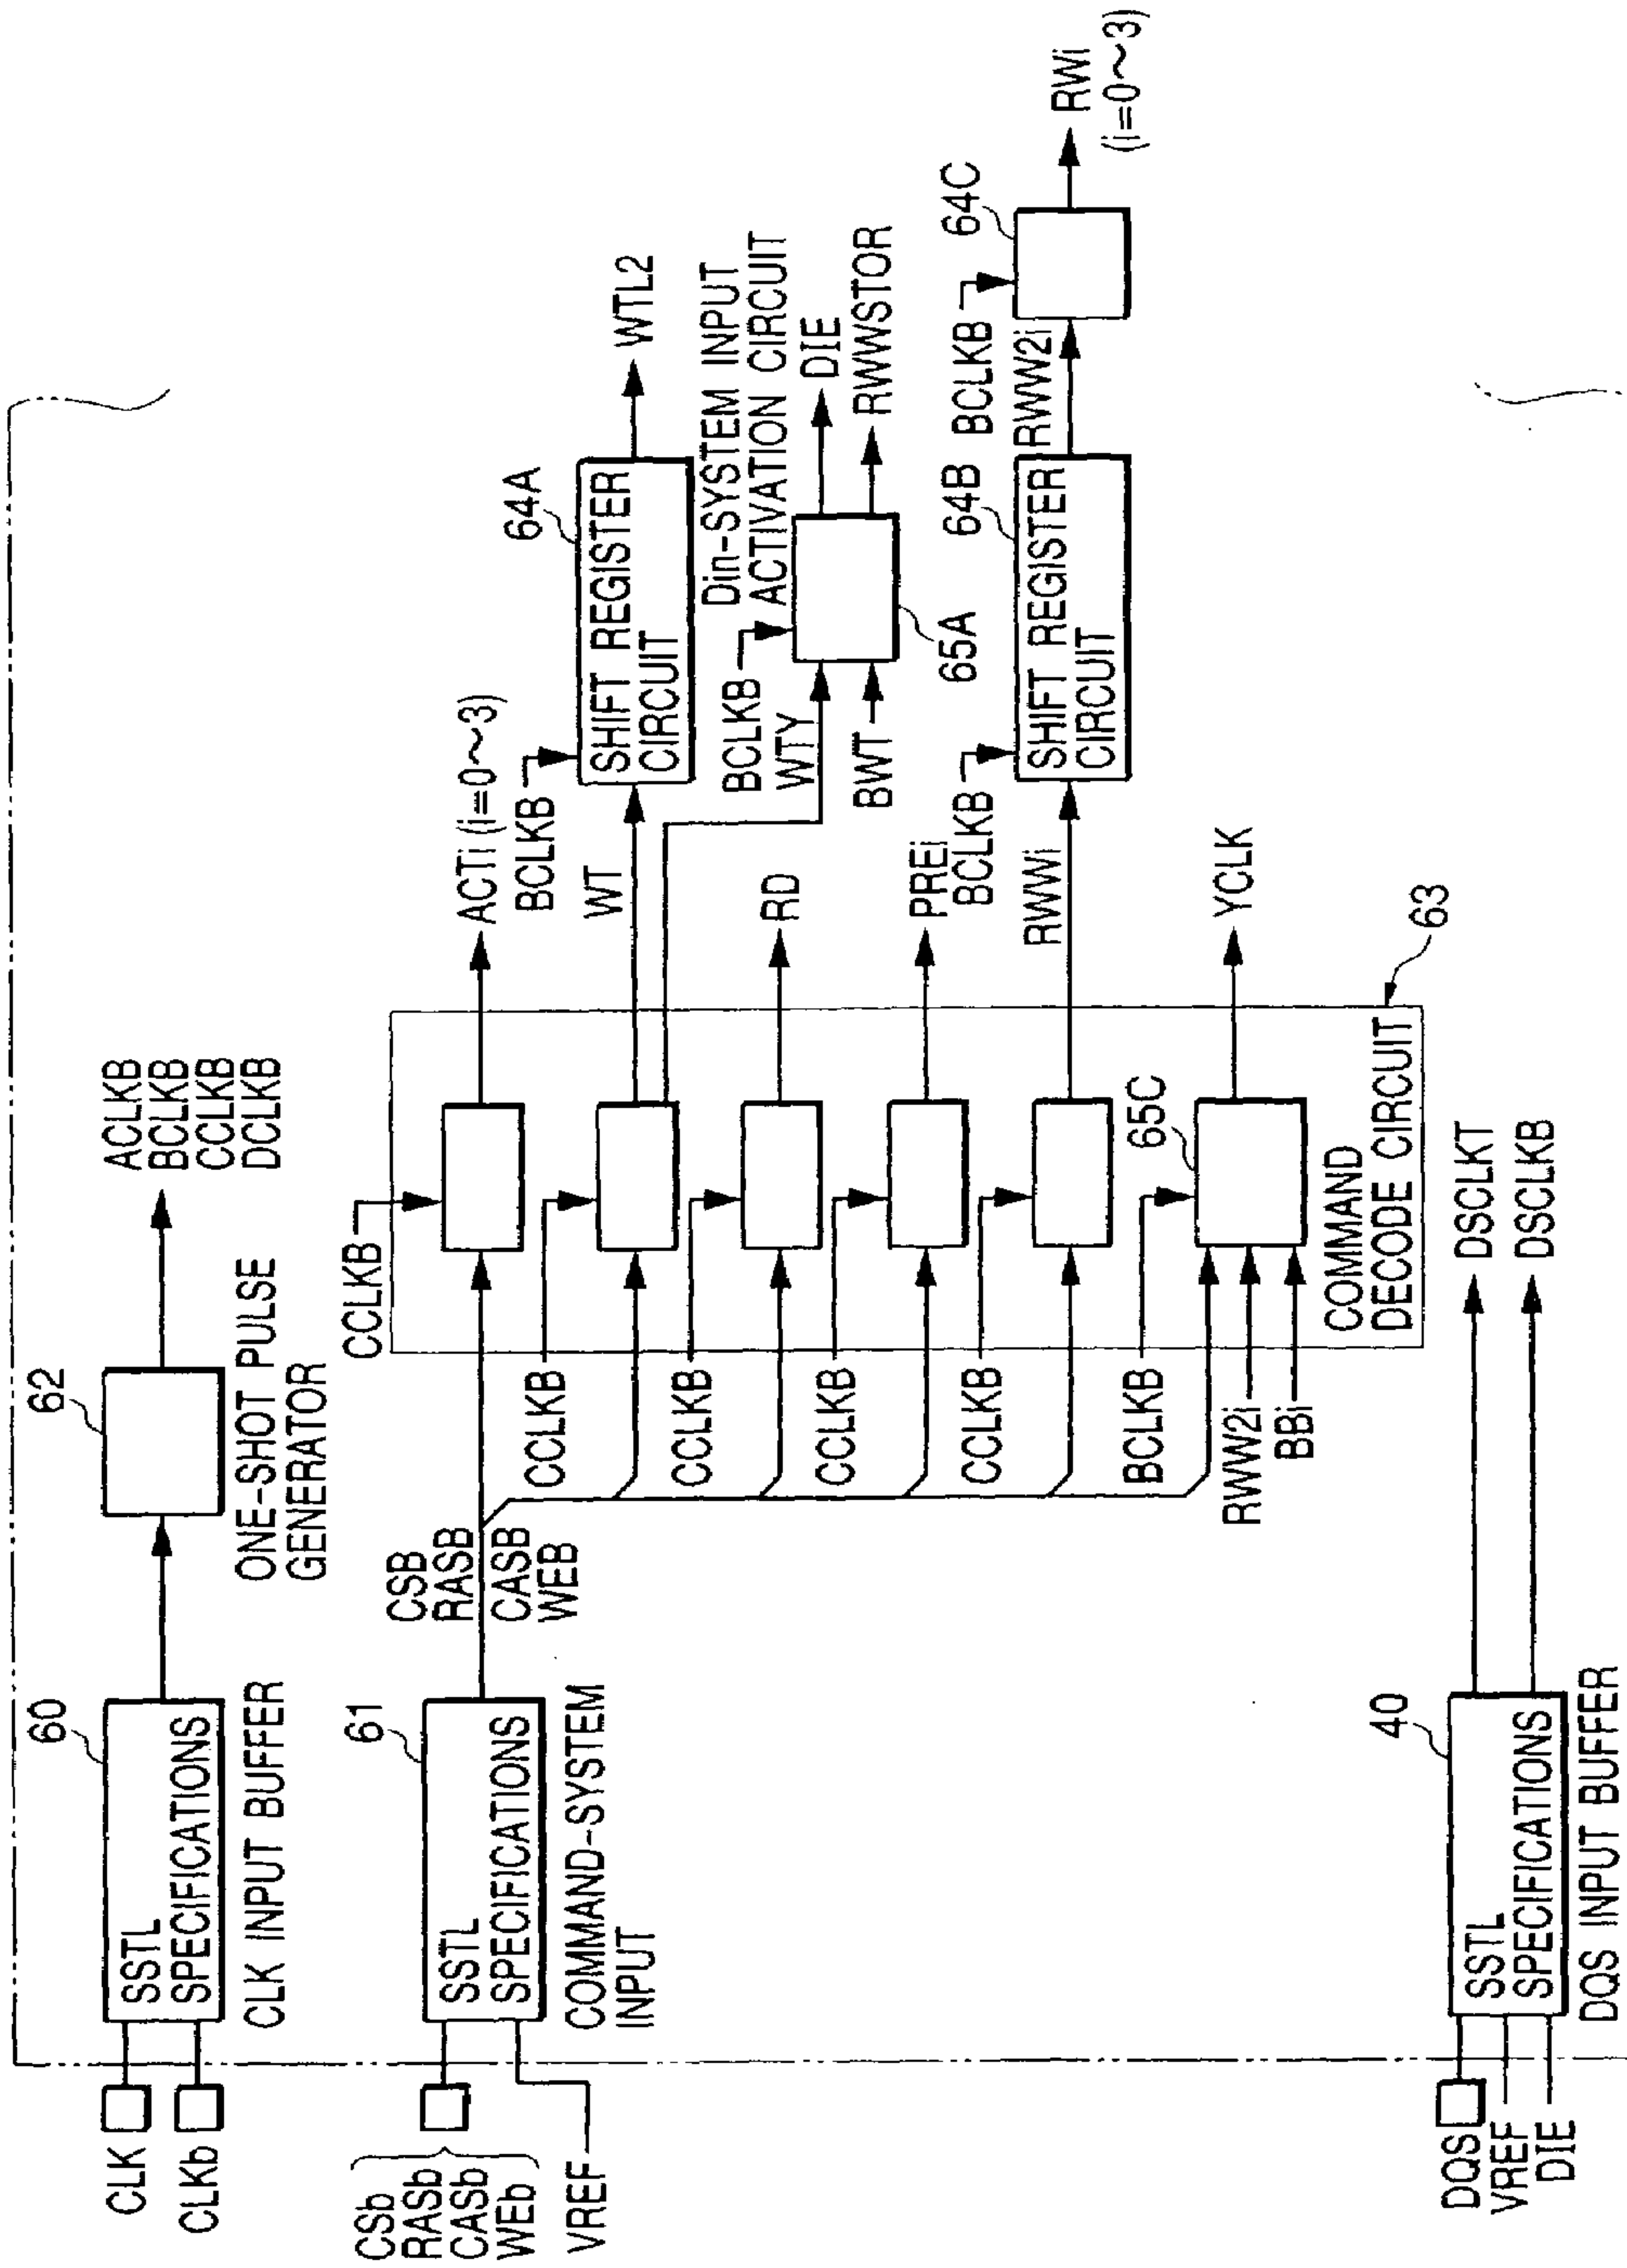 CLK
CLKb
60
SSTL
SPECIFICATIONS
CLK INPUT BUFFER
62
ONE-SHOT PULSE
GENERATOR
ACLKB
BCLKB
CCLKB
DCLKB
CSb
RASb
CASb
WEb
VREF
61
SSTL
SPECIFICATIONS
COMMAND-SYSTEM
INPUT
CSB
RASB
CASB
WEB
CCLKB
CCLKB
CCLKB
CCLKB
CCLKB
BCLKB
RWW2i
BBi
65C
COMMAND
DECODE CIRCUIT
63
ACTi (i=0~3)
BCLKB
WT
64A
SHIFT REGISTER
CIRCUIT
WTL2
Din-SYSTEM INPUT
ACTIVATION CIRCUIT
BCLKB
WTY
BWT
65A
DIE
RWWSTOR
RD
PREi
BCLKB
RWWi
64B
SHIFT REGISTER
CIRCUIT
RWW2i
BCLKB
64C
RWi
(i=0~3)
YCLK
DQS
VREF
DIE
40
SSTL
SPECIFICATIONS
DQS INPUT BUFFER
DSCLKT
DSCLKB